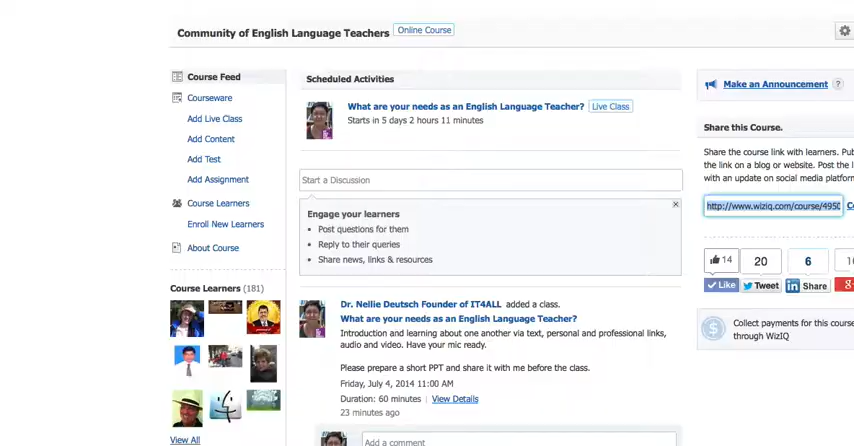 Community of English Language Teachers Online Course
Course Feed
Courseware
Add Live Class
Add Content
Add Test
Add Assignment
Course Learners
Enroll New Learners
About Course
Course Learners (181)
View All
Scheduled Activities
What are your needs as an English Language Teacher? Live Class
Starts in 5 days 2 hours 11 minutes
Start a Discussion
Engage your learners
• Post questions for them
• Reply to their queries
• Share news, links & resources
Dr. Nellie Deutsch Founder of IT4ALL added a class.
What are your needs as an English Language Teacher?
Introduction and learning about one another via text, personal and professional links,
audio and video. Have your mic ready.
Please prepare a short PPT and share it with me before the class.
Friday, July 4, 2014 11:00 AM
Duration: 60 minutes | View Details
23 minutes ago
Add a comment
Make an Announcement ?
Share this Course.
Share the course link with learners. Pu
the link on a blog or website. Post the l
with an update on social media platform
http://www.wiziq.com/course/4950
14 20 6
Like Tweet Share
Collect payments for this course
through WizIQ